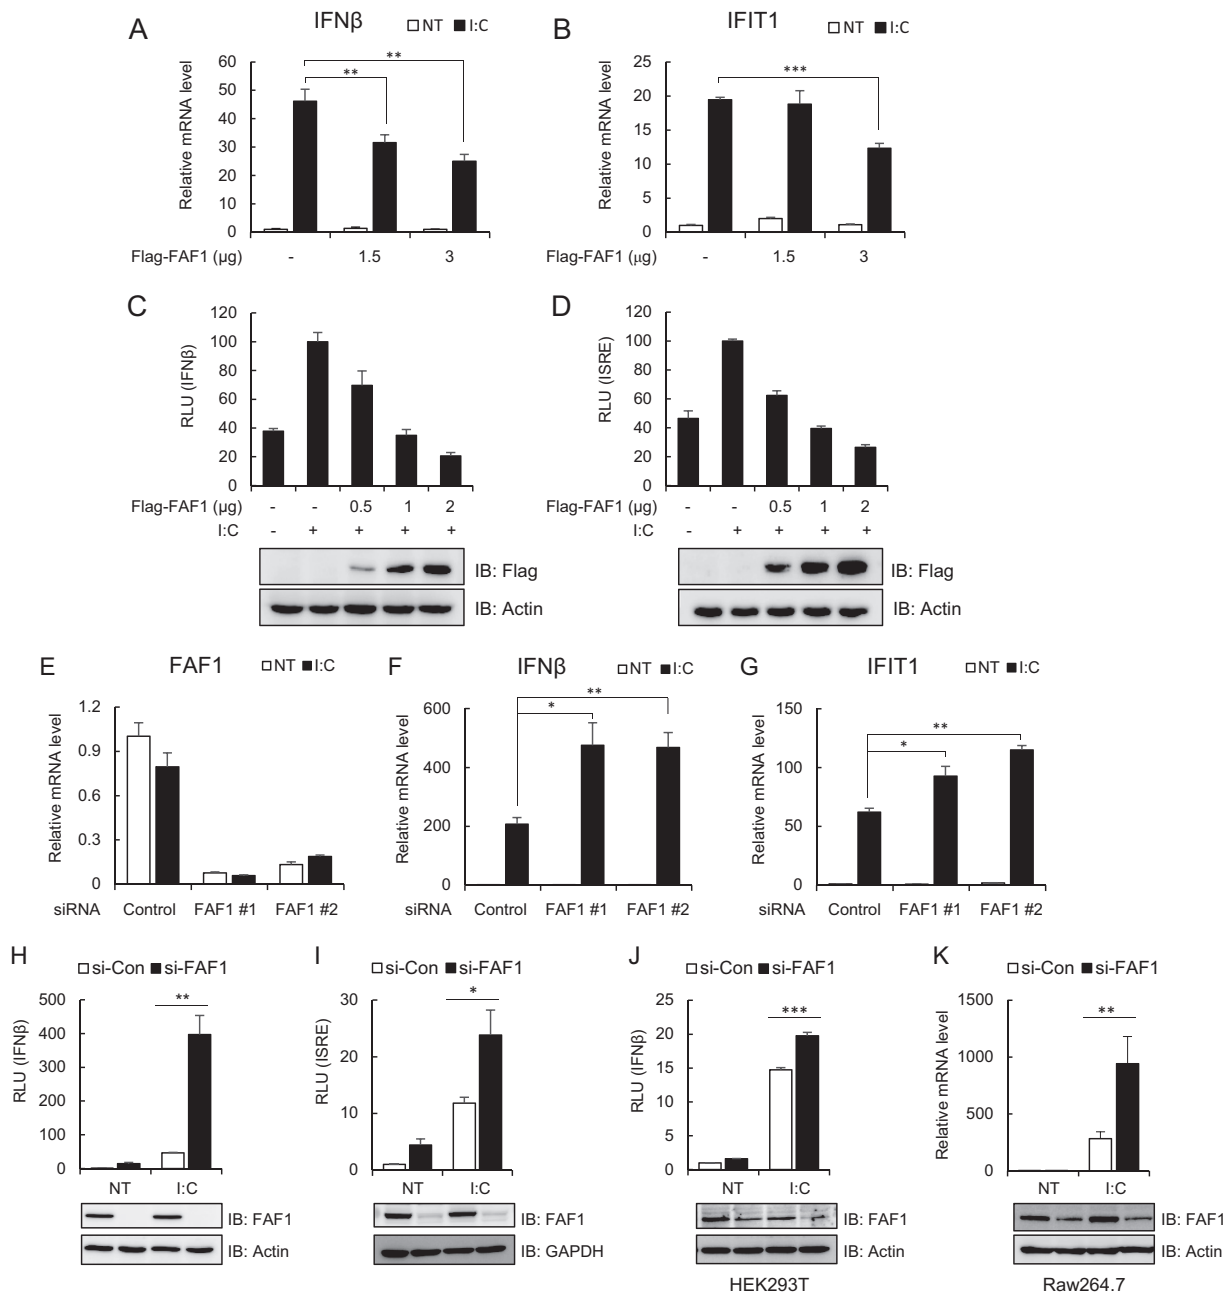 A IFNβ NT I:C
Relative mRNA level
60
50
40
30
20
10
0
** **
Flag-FAF1 (µg) - 1.5 3
B IFIT1 NT I:C
Relative mRNA level
25
20
15
10
5
0
***
Flag-FAF1 (µg) - 1.5 3
C
RLU (IFNβ)
120
100
80
60
40
20
0
Flag-FAF1 (µg) - - 0.5 1 2
I:C - + + + +
IB: Flag
IB: Actin
D
RLU (ISRE)
120
100
80
60
40
20
0
Flag-FAF1 (µg) - - 0.5 1 2
I:C - + + + +
IB: Flag
IB: Actin
E FAF1 NT I:C
Relative mRNA level
1.2
0.9
0.6
0.3
0
siRNA Control FAF1 #1 FAF1 #2
F IFNβ NT I:C
Relative mRNA level
600
400
200
0
**
*
siRNA Control FAF1 #1 FAF1 #2
G IFIT1 NT I:C
Relative mRNA level
150
100
50
0
**
*
siRNA Control FAF1 #1 FAF1 #2
H
si-Con si-FAF1
RLU (IFNβ)
500
400
300
200
100
0
**
NT I:C
IB: FAF1
IB: Actin
I
si-Con si-FAF1
RLU (ISRE)
30
20
10
0
*
NT I:C
IB: FAF1
IB: GAPDH
J
si-Con si-FAF1
RLU (IFNβ)
25
20
15
10
5
0
***
NT I:C
IB: FAF1
IB: Actin
HEK293T
K
si-Con si-FAF1
Relative mRNA level
1500
1000
500
0
**
NT I:C
IB: FAF1
IB: Actin
Raw264.7